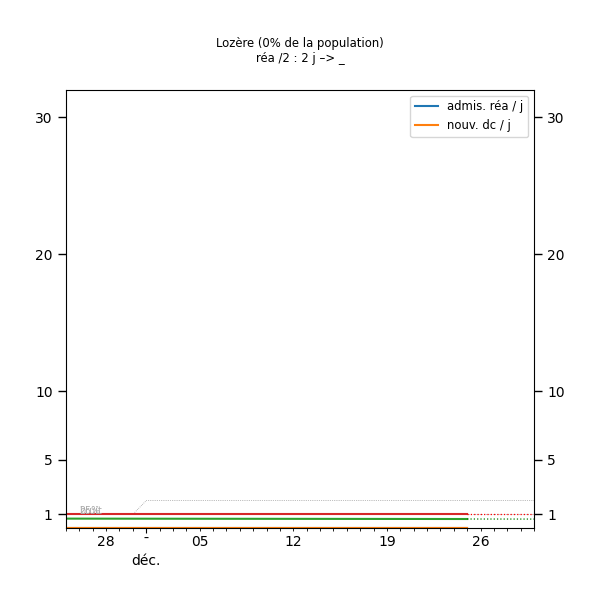 Lozère (0% de la population)
réa /2 : 2 j –> _
admis. réa / j
nouv. dc / j
30 30
20 20
10 10
5 5
1 1
28 - 05 12 19 26
déc.